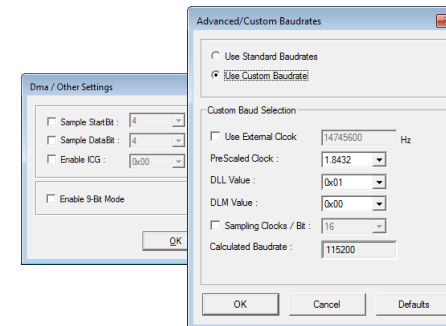 Advanced/Custom Baudrates
Use Standard Baudrates
Use Custom Baudrate
Custom Baud Selection
Use External Clcok 14745600 Hz
PreScaled Clock : 1.8432
DLL Value : 0x01
DLM Value : 0x00
Sampling Clocks / Bit : 16
Calculated Baudrate : 115200
OK Cancel Defaults
Dma / Other Settings
Sample StartBit : 4
Sample DataBit : 4
Enable ICG : 0x00
Enable 9-Bit Mode
OK